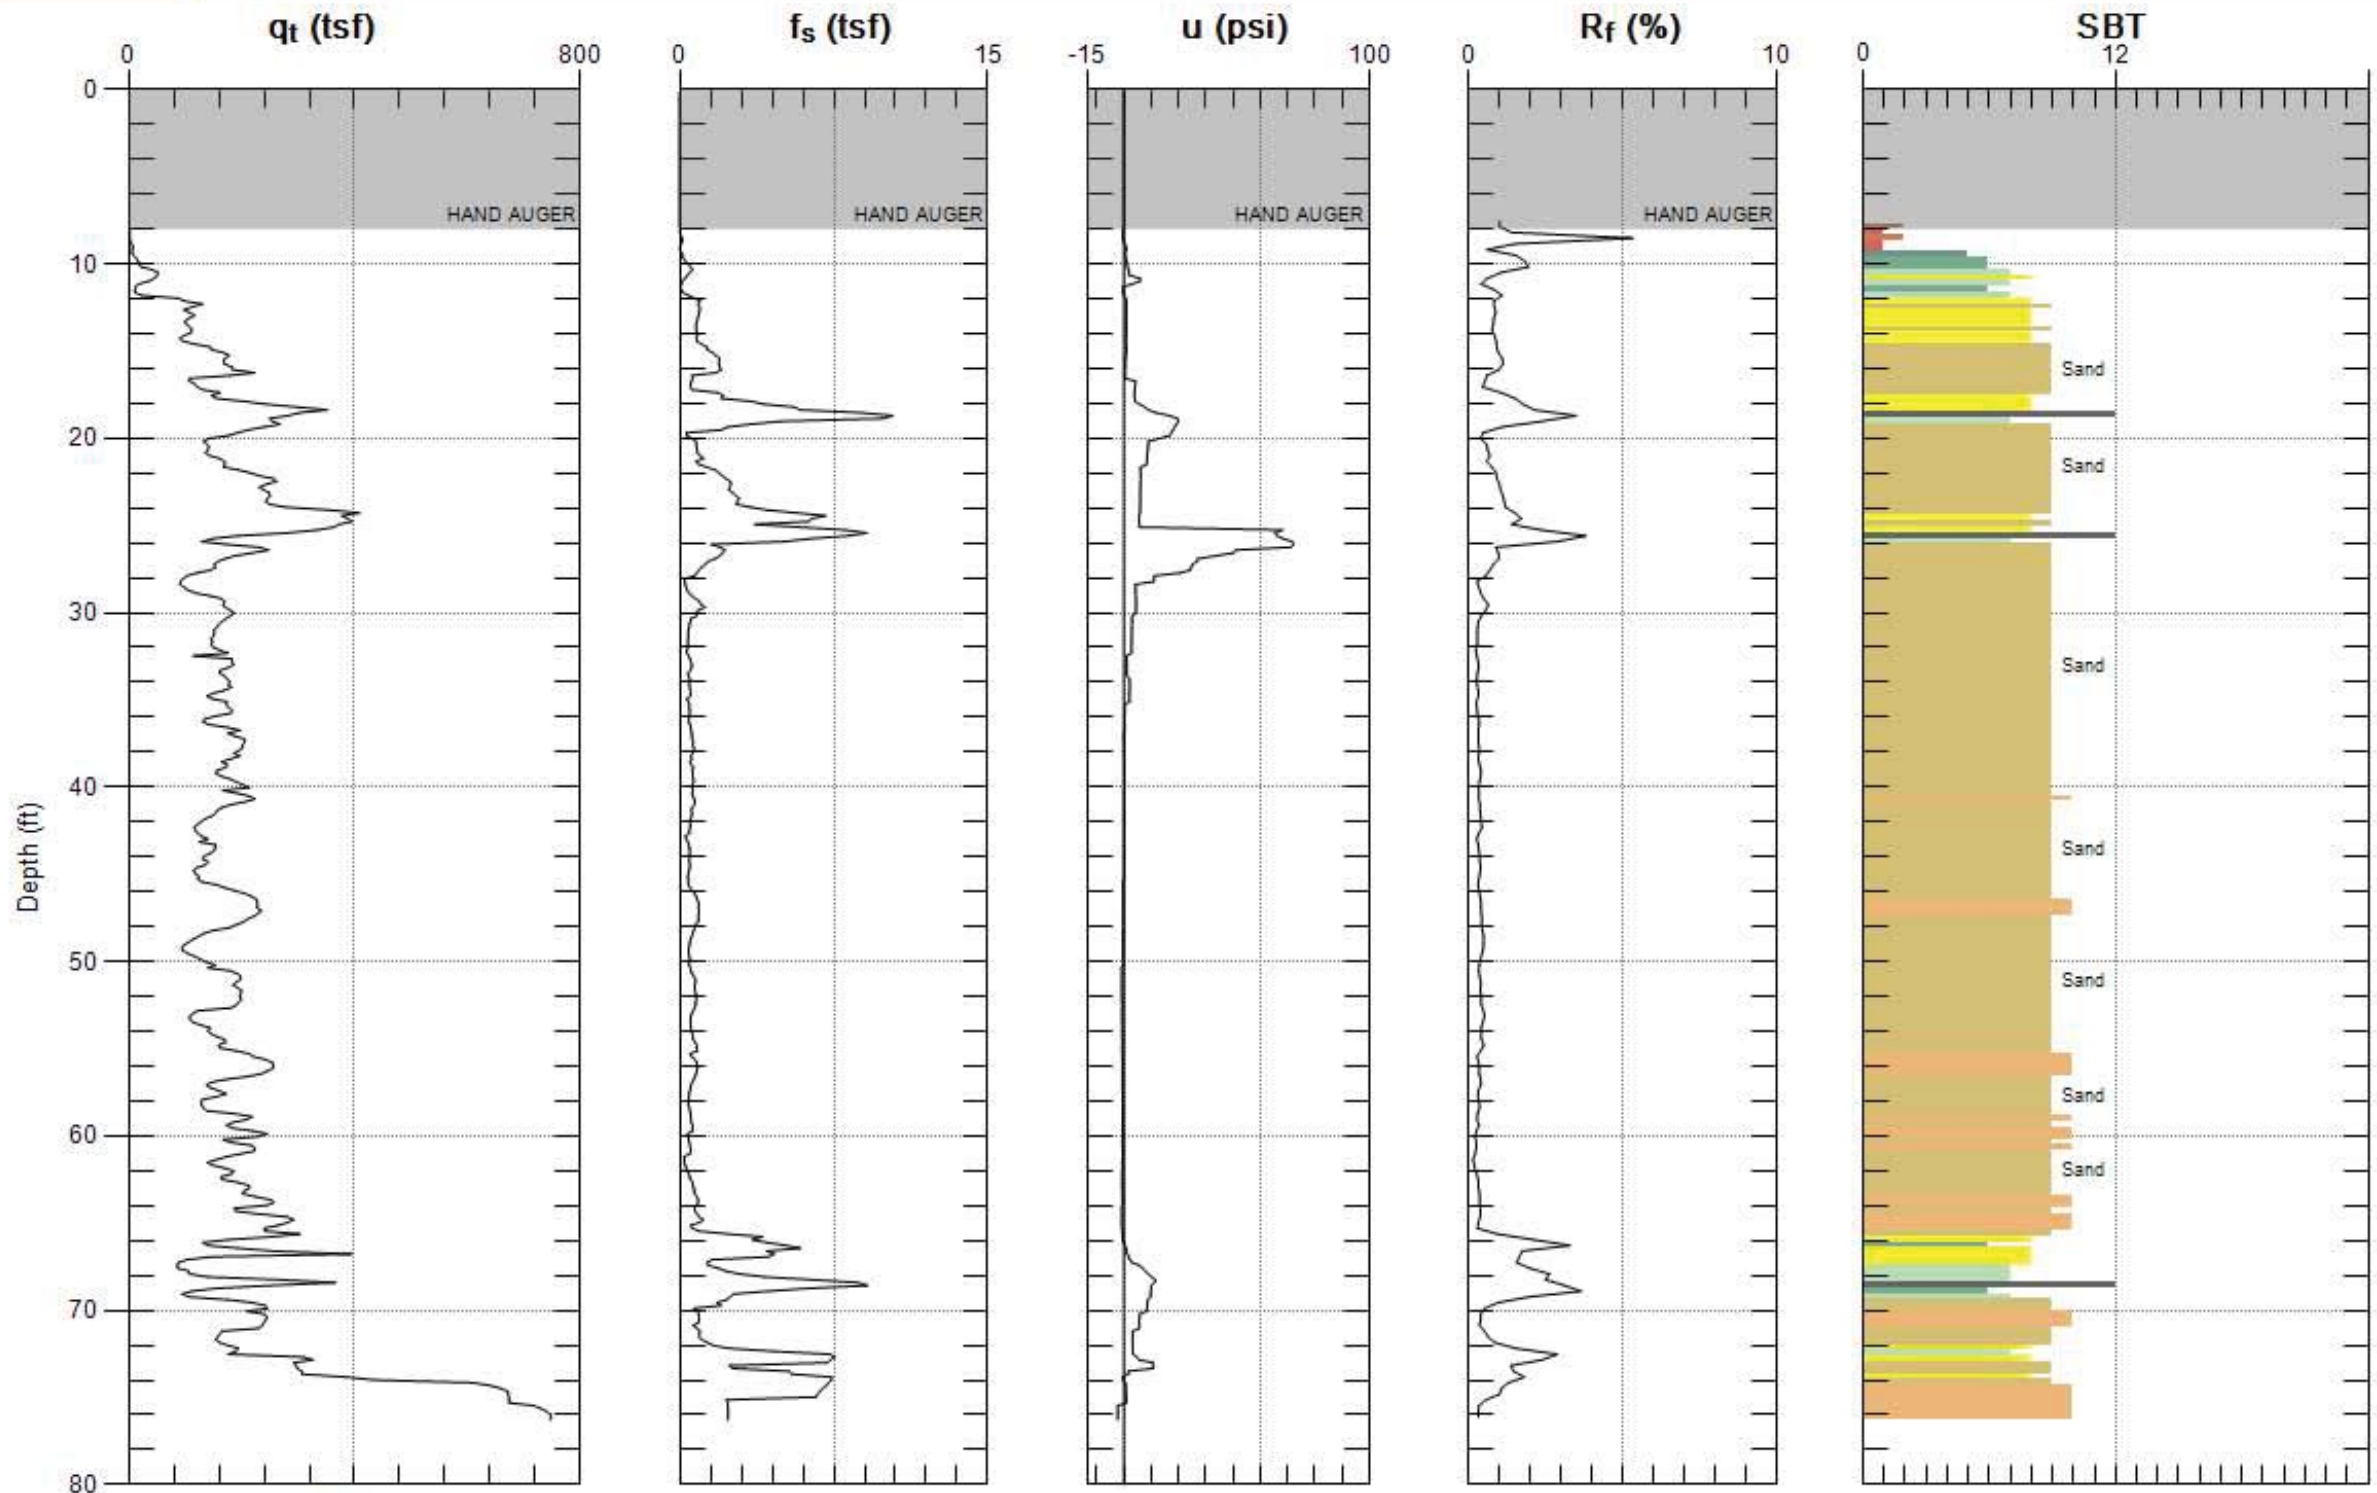 qt (tsf) fs (tsf) u (psi) Rf (%) SBT
0 800 0 15 -15 100 0 10 0 12
0
HAND AUGER HAND AUGER HAND AUGER HAND AUGER
10
Sand
20
Sand
30
Sand
40
Sand
Depth (ft)
50
Sand
Sand
60
Sand
70
80